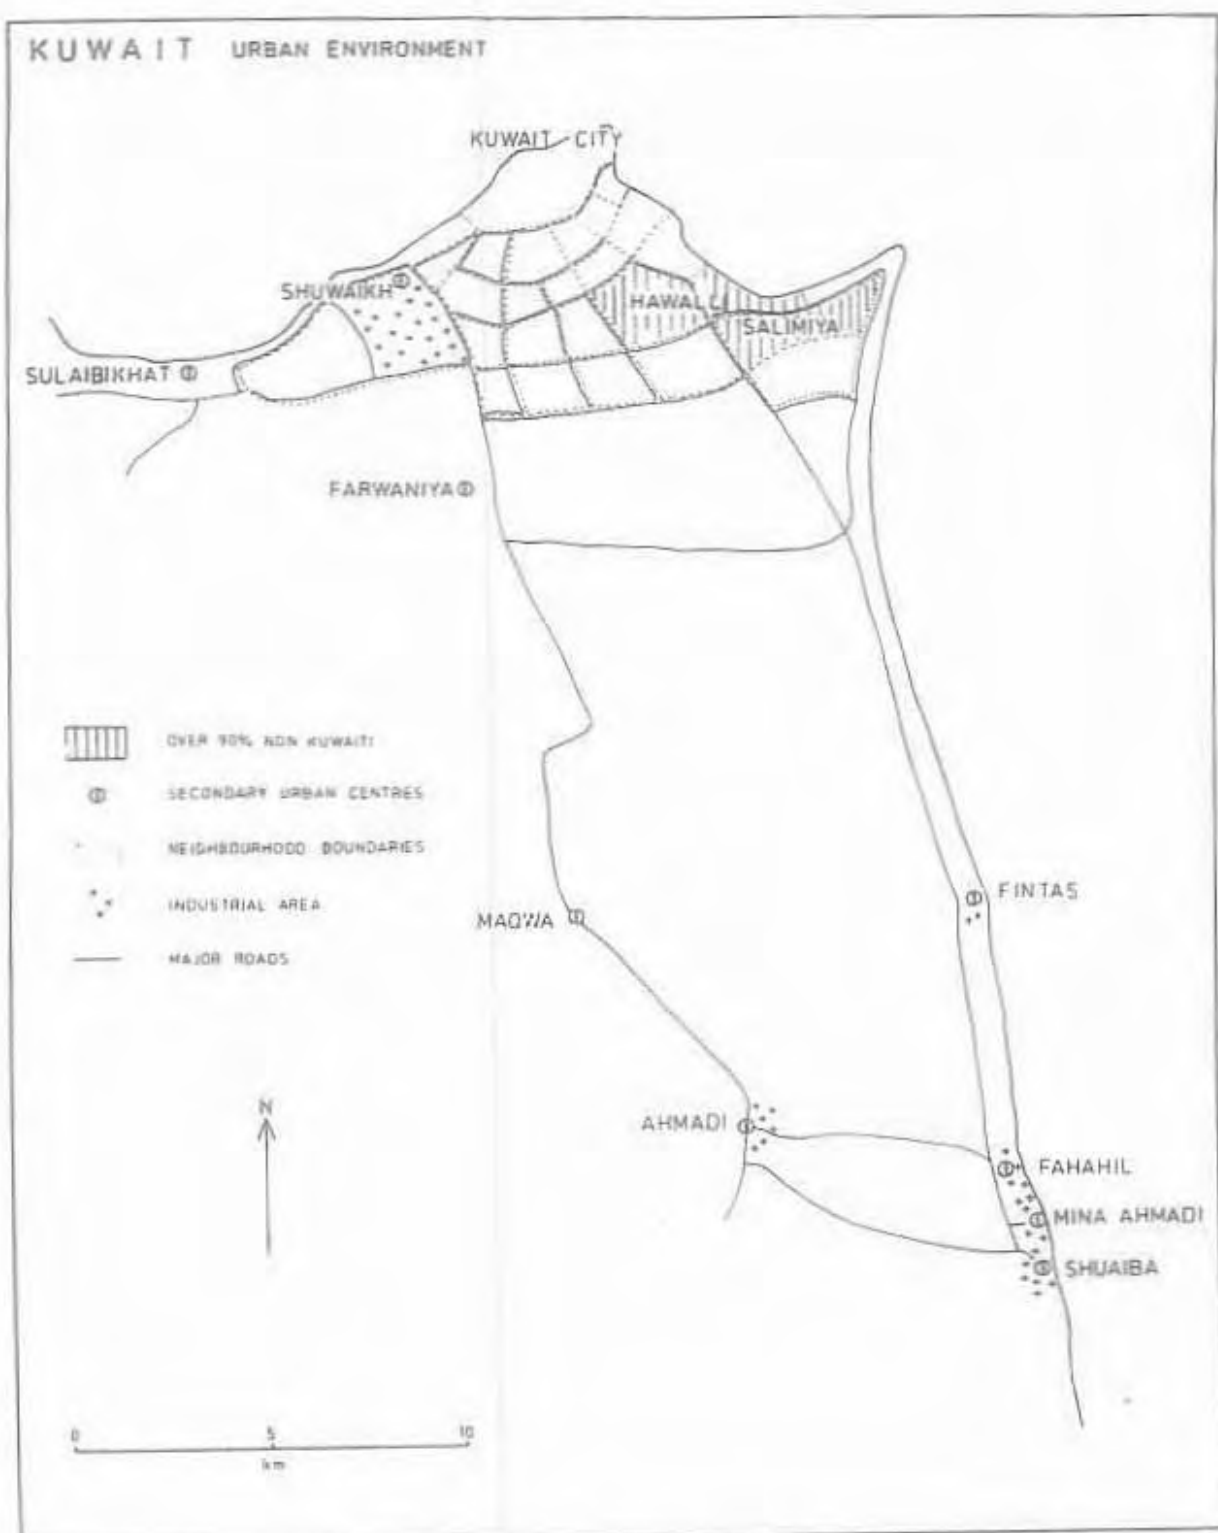 KUWAIT URBAN ENVIRONMENT
KUWAIT CITY
SHUWAIKH
HAWALLI
SALIMIYA
SULAIBIKHAT
FARWANIYA
OVER 90% NON KUWAITI
SECONDARY URBAN CENTRES
NEIGHBOURHOOD BOUNDARIES
INDUSTRIAL AREA
MAJOR ROADS
FINTAS
MAQWA
N
AHMADI
FAHAHIL
MINA AHMADI
SHUAIBA
0 5 10
km